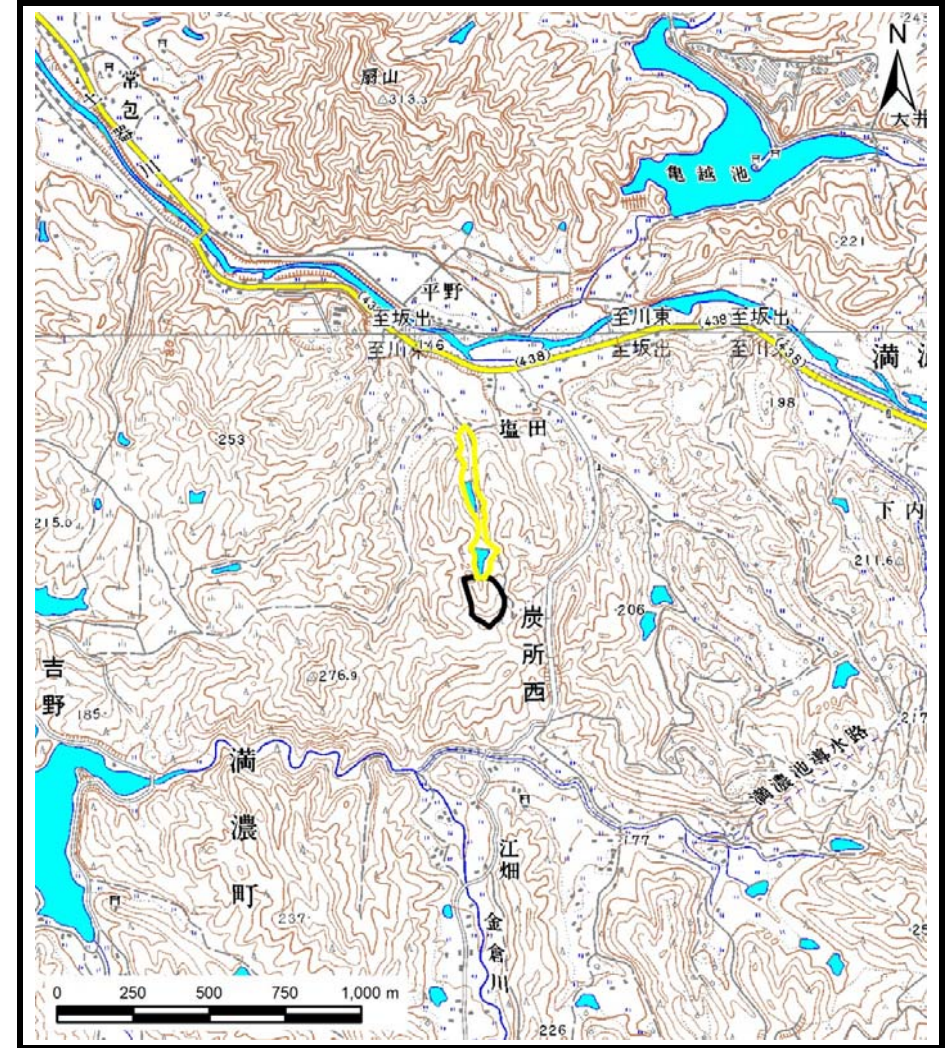 N
常包
扇山
313.3
土器川
大井
亀越池
221
平野
至坂出
至川東
至坂出
至川東
146
(438)
至坂出
(438)
至川
(438)
満
198
塩田
253
215.0
下内
211.6
206
炭所西
276.9
吉野
185
217
満濃池導水路
満濃町
177
江畑
237
金倉川
226
0 250 500 750 1,000 m